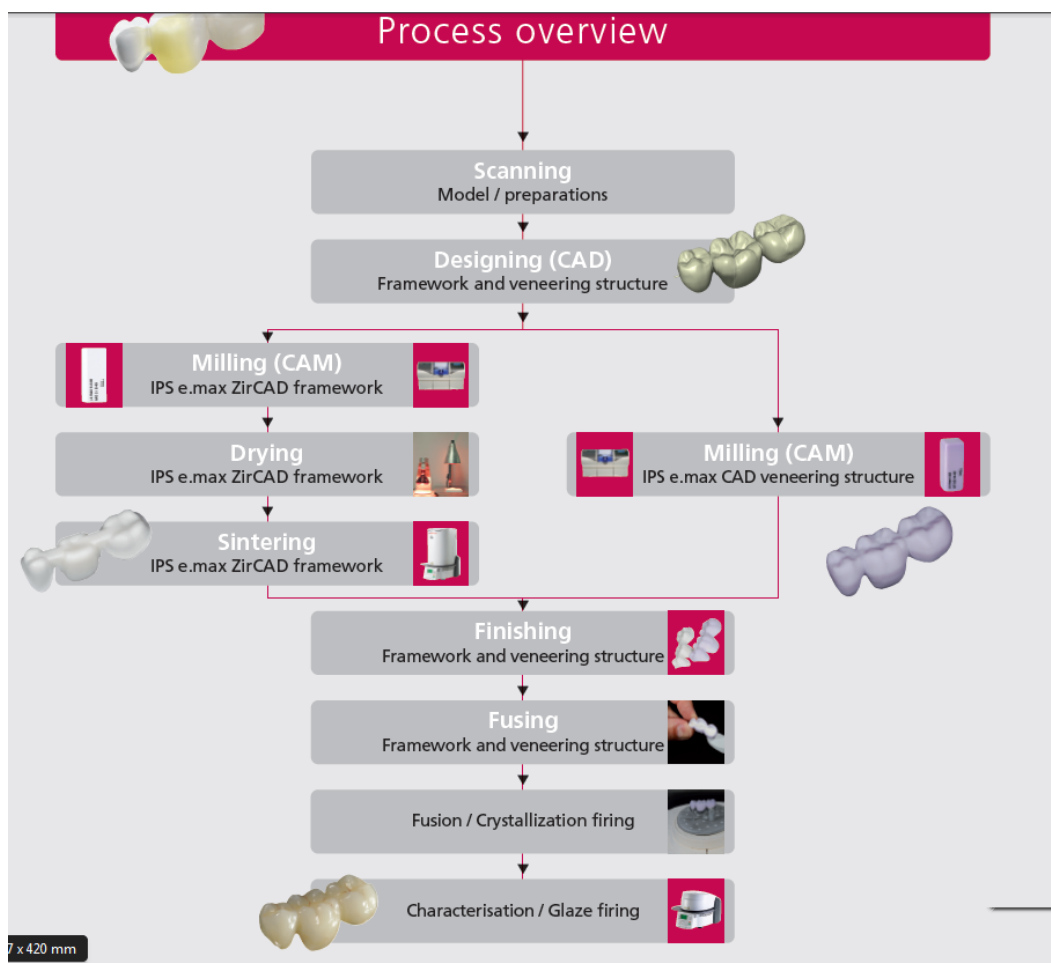 Process overview
Scanning
Model / preparations
Designing (CAD)
Framework and veneering structure
Milling (CAM)
IPS e.max ZirCAD framework
Drying
IPS e.max ZirCAD framework
Milling (CAM)
IPS e.max CAD veneering structure
Sintering
IPS e.max ZirCAD framework
Finishing
Framework and veneering structure
Fusing
Framework and veneering structure
Fusion / Crystallization firing
Characterisation / Glaze firing
7 x 420 mm